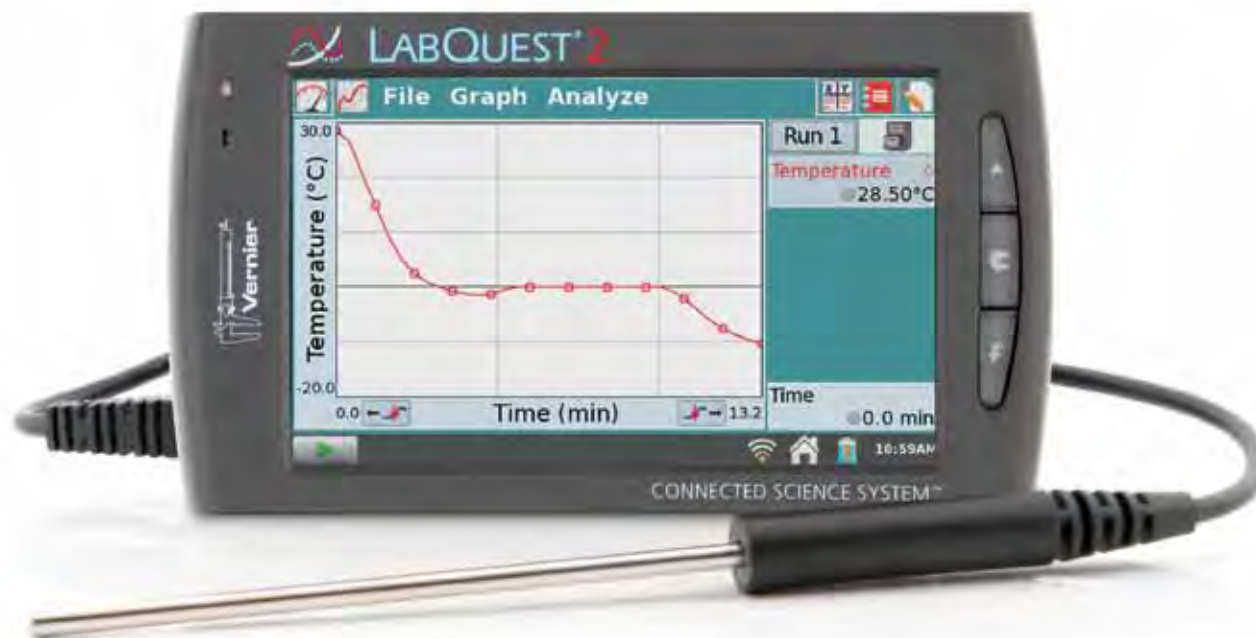 LABQUEST®2
File Graph Analyze
30.0
Temperature (°C)
-20.0
0.0
Time (min)
13.2
Run 1
Temperature
28.50°C
Time
0.0 min
10:59AM
Vernier
CONNECTED SCIENCE SYSTEM™